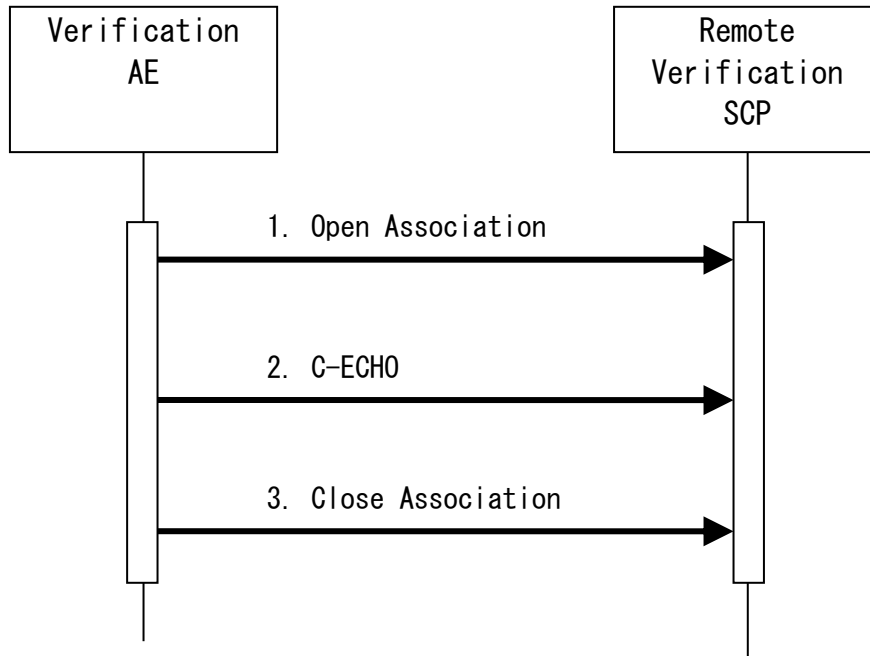 Verification
AE
Remote
Verification
SCP
1. Open Association
2. C-ECHO
3. Close Association